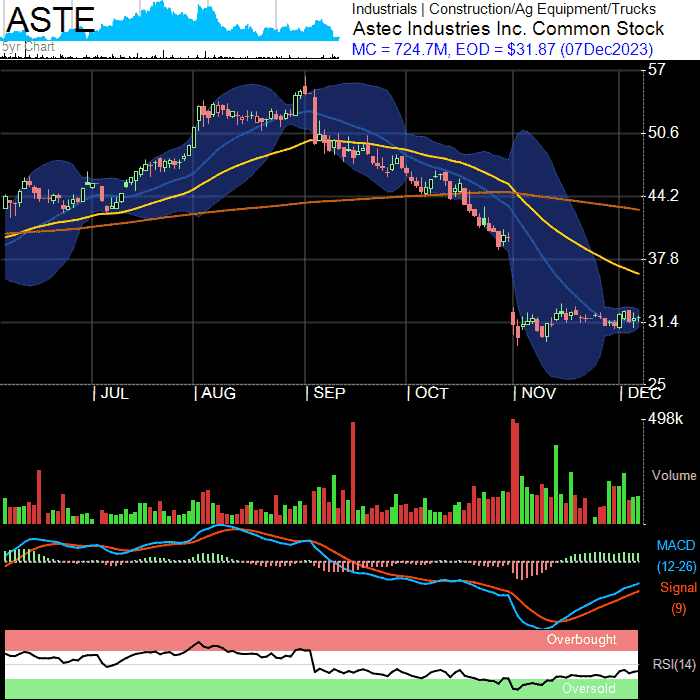 ASTE
5yr Chart
Industrials | Construction/Ag Equipment/Trucks
Astec Industries Inc. Common Stock
MC = 724.7M, EOD = $31.87 (07Dec2023)
57
50.6
44.2
37.8
31.4
25
| JUL | AUG | SEP | OCT | NOV | DEC
498k
Volume
MACD
(12-26)
Signal
(9)
Overbought
RSI(14)
Oversold